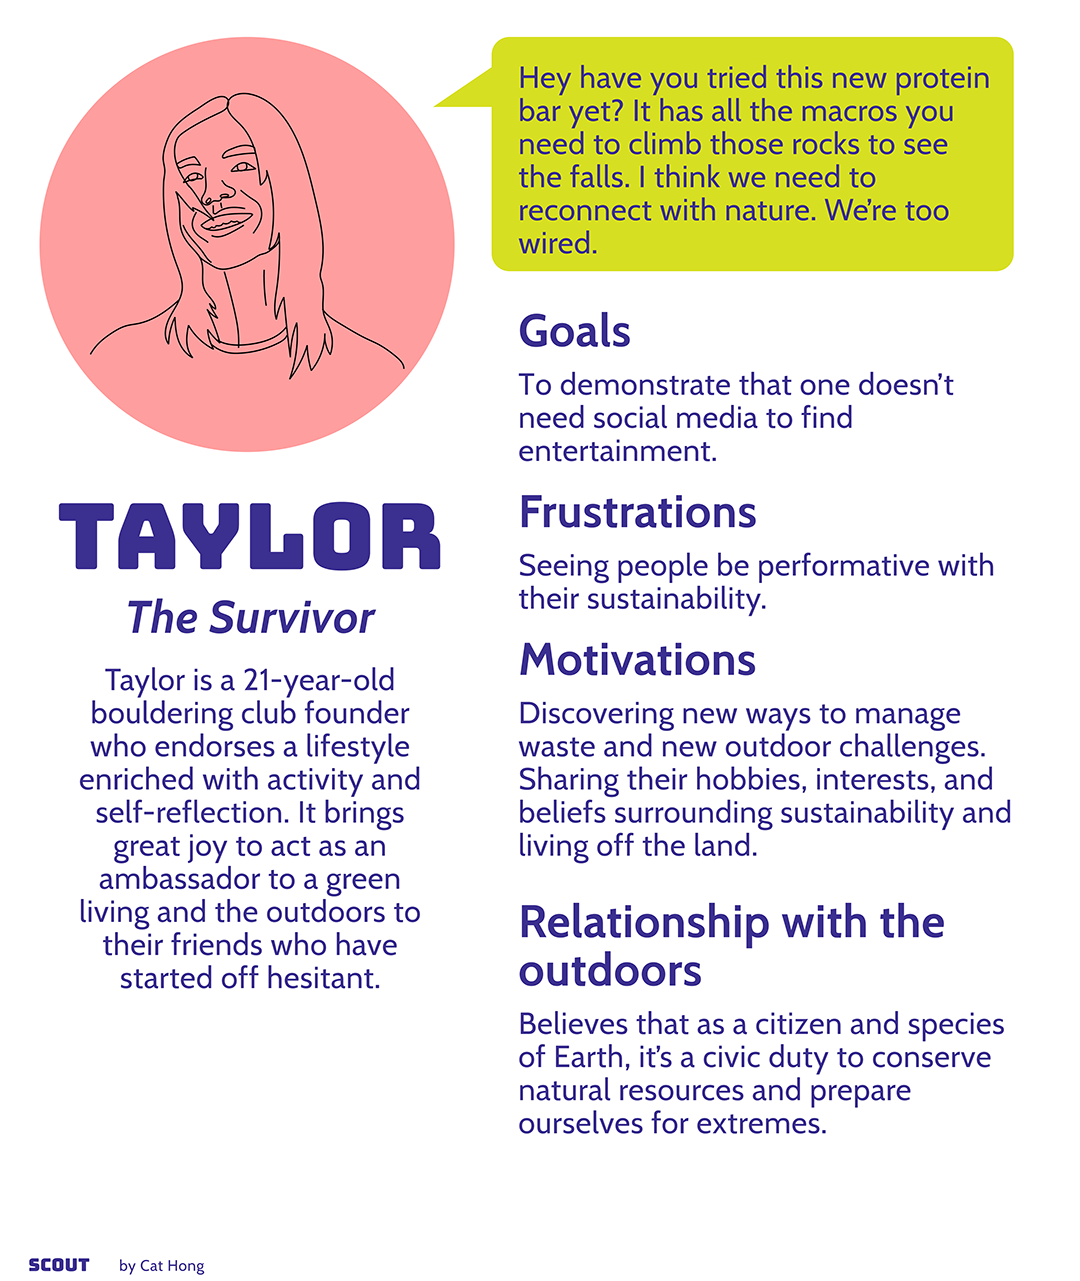 Hey have you tried this new protein
bar yet? It has all the macros you
need to climb those rocks to see
the falls. I think we need to
reconnect with nature. We’re too
wired.
TAYLOR
The Survivor
Taylor is a 21-year-old
bouldering club founder
who endorses a lifestyle
enriched with activity and
self-reflection. It brings
great joy to act as an
ambassador to a green
living and the outdoors to
their friends who have
started off hesitant.
Goals
To demonstrate that one doesn’t
need social media to find
entertainment.
Frustrations
Seeing people be performative with
their sustainability.
Motivations
Discovering new ways to manage
waste and new outdoor challenges.
Sharing their hobbies, interests, and
beliefs surrounding sustainability and
living off the land.
Relationship with the
outdoors
Believes that as a citizen and species
of Earth, it’s a civic duty to conserve
natural resources and prepare
ourselves for extremes.
SCOUT by Cat Hong